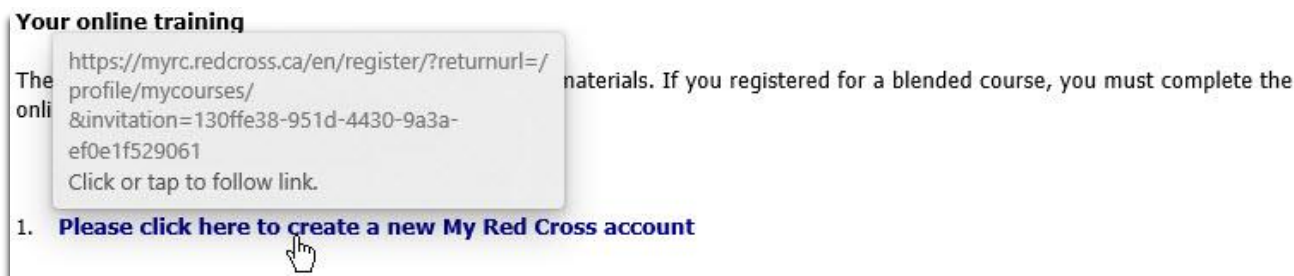 Your online training
https://myrc.redcross.ca/en/register/?returnurl=/
profile/mycourses/
&invitation=130ffe38-951d-4430-9a3a-
ef0e1f529061
Click or tap to follow link.
The materials. If you registered for a blended course, you must complete the
onli
1. Please click here to create a new My Red Cross account